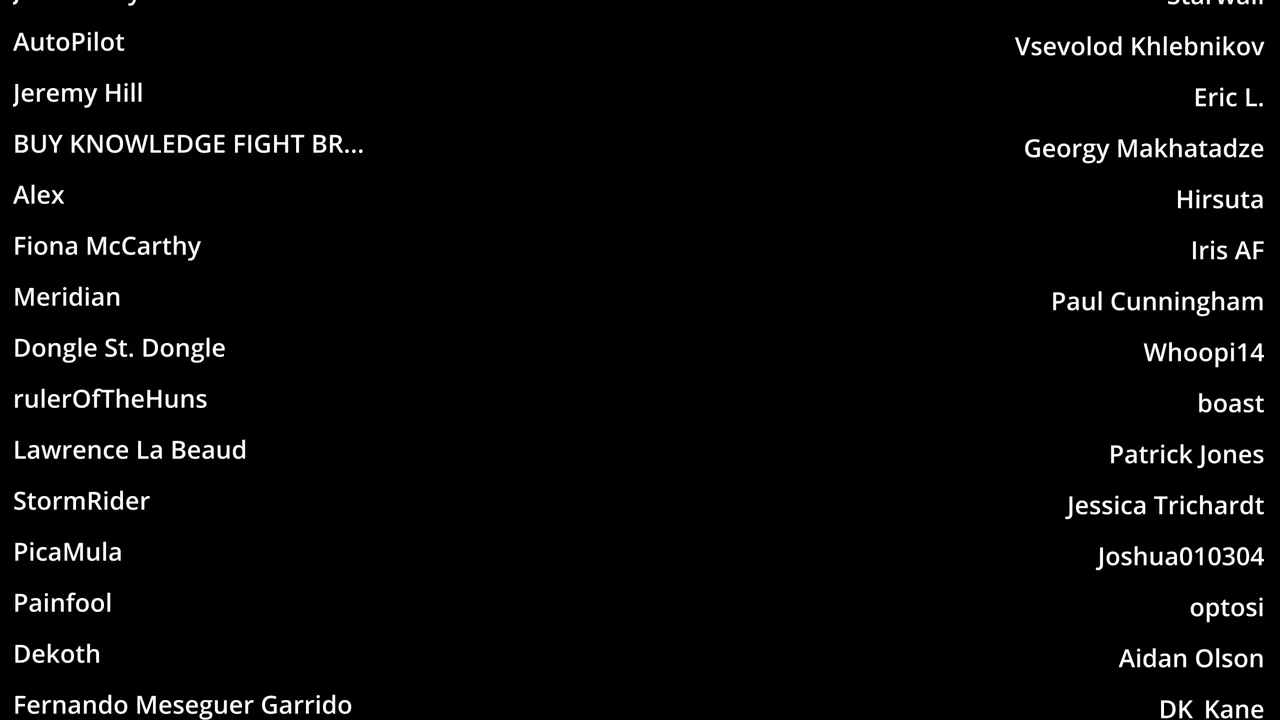 AutoPilot
Jeremy Hill
BUY KNOWLEDGE FIGHT BR...
Alex
Fiona McCarthy
Meridian
Dongle St. Dongle
rulerOfTheHuns
Lawrence La Beaud
StormRider
PicaMula
Painfool
Dekoth
Fernando Meseguer Garrido
Vsevolod Khlebnikov
Eric L.
Georgy Makhatadze
Hirsuta
Iris AF
Paul Cunningham
Whoopi14
boast
Patrick Jones
Jessica Trichardt
Joshua010304
optosi
Aidan Olson
DK Kane